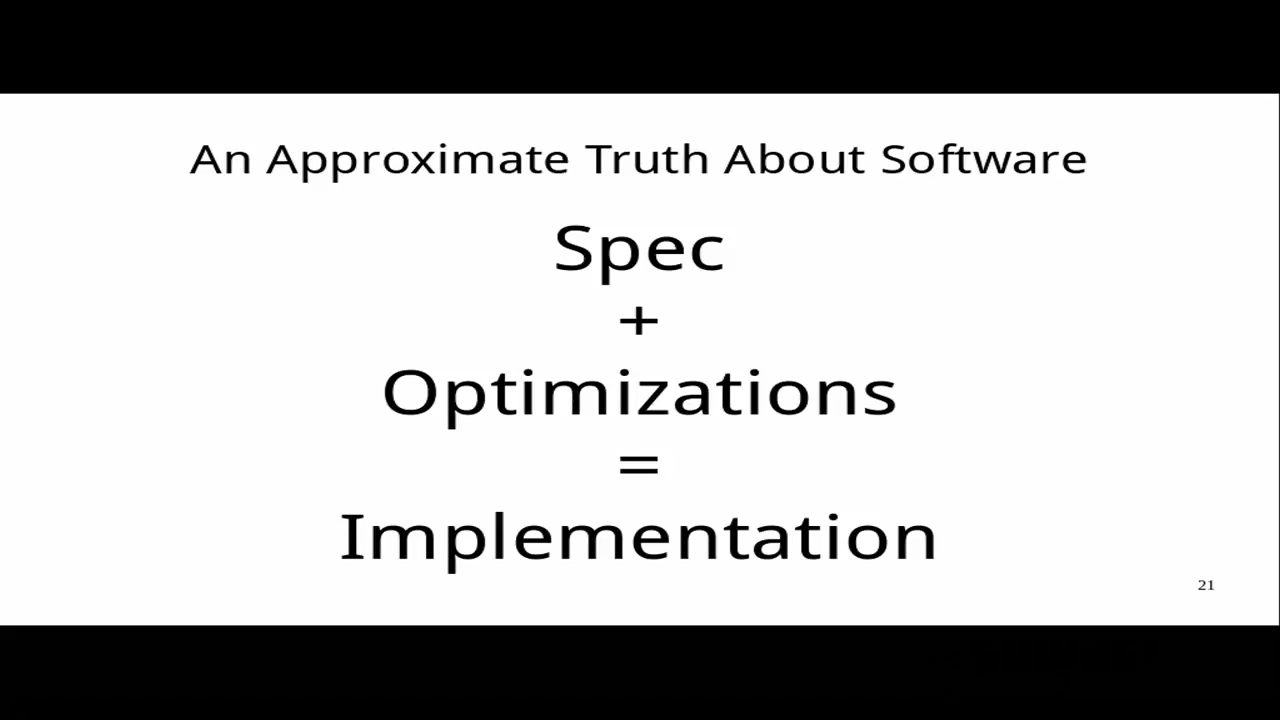 An Approximate Truth About Software
Spec
+
Optimizations
=
Implementation
21